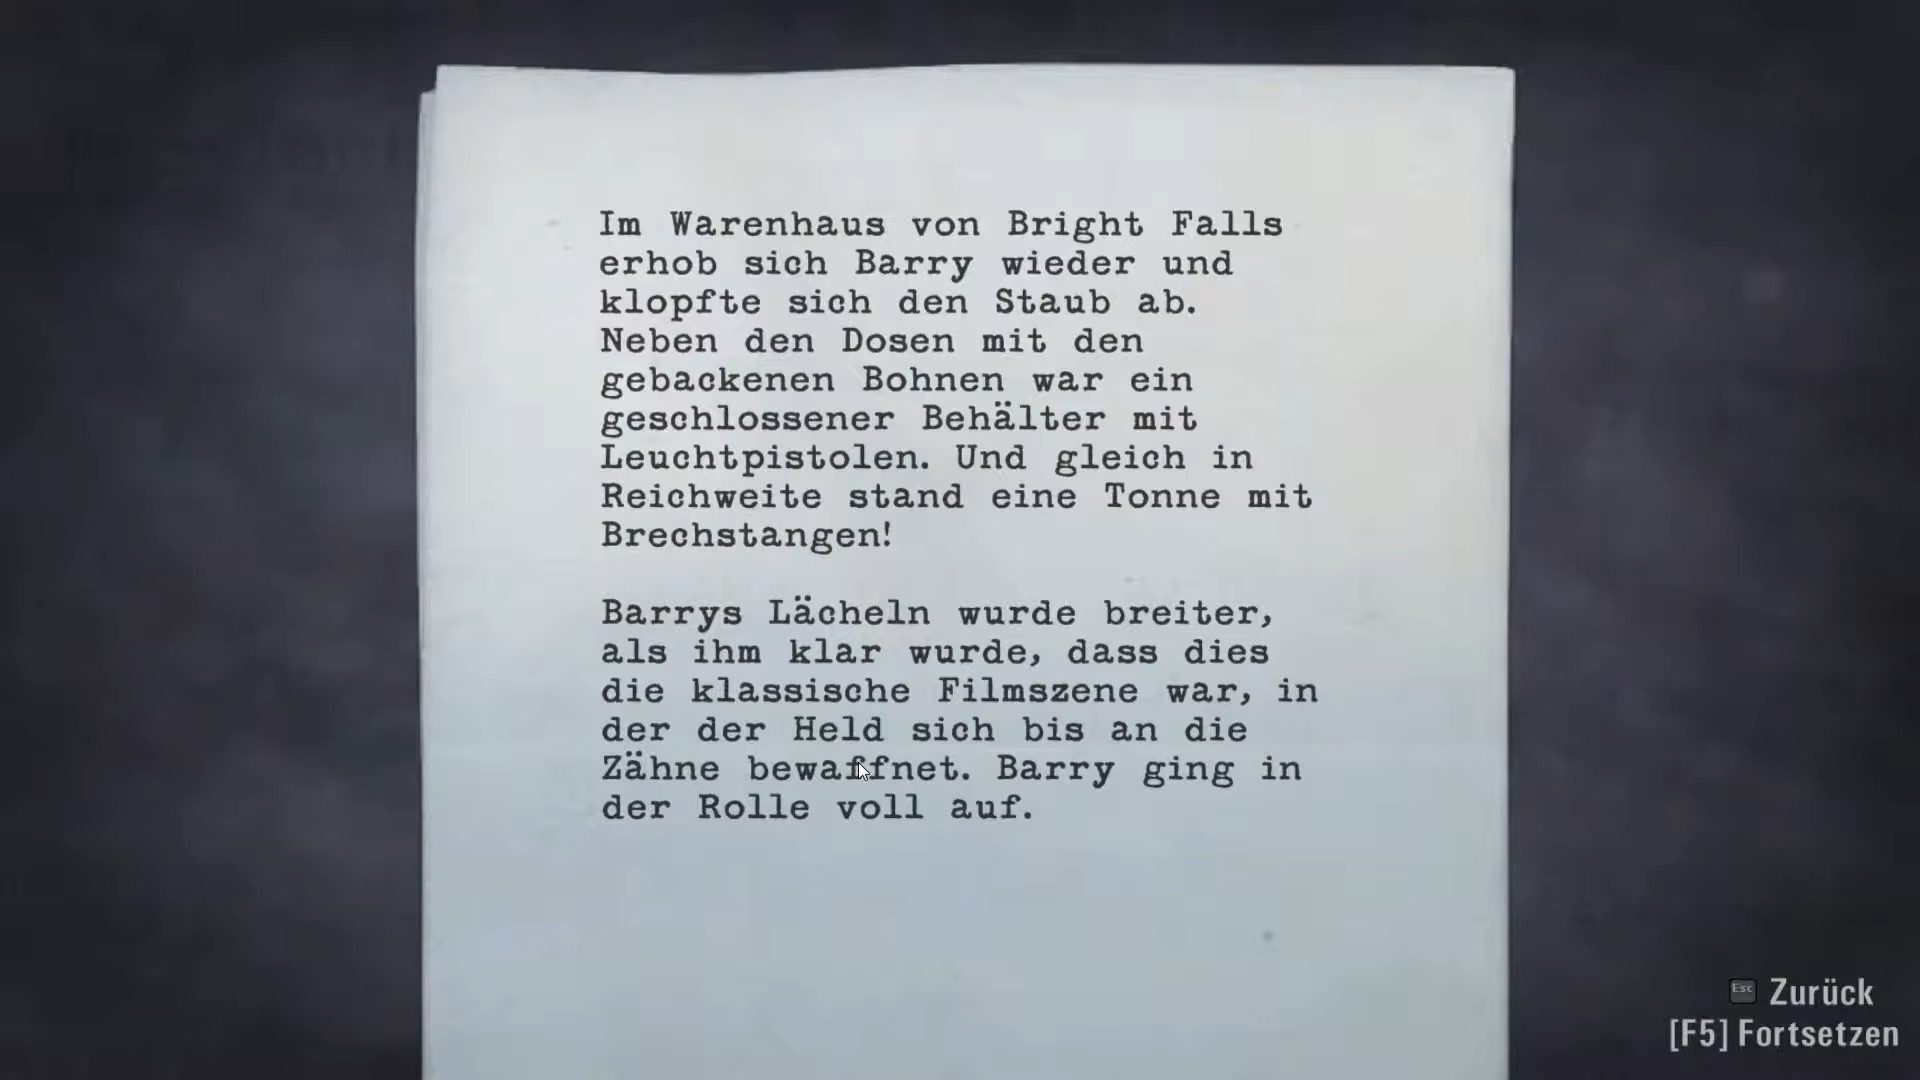 Im Warenhaus von Bright Falls
erhob sich Barry wieder und
klopfte sich den Staub ab.
Neben den Dosen mit den
gebackenen Bohnen war ein
geschlossener Behälter mit
Leuchtpistolen. Und gleich in
Reichweite stand eine Tonne mit
Brechstangen!
Barrys Lächeln wurde breiter,
als ihm klar wurde, dass dies
die klassische Filmszene war, in
der der Held sich bis an die
Zähne bewaffnet. Barry ging in
der Rolle voll auf.
Esc Zurück
[F5] Fortsetzen